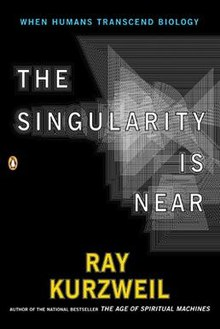 WHEN HUMANS TRANSCEND BIOLOGY
THE
SINGULARITY
IS
NEAR
RAY
KURZWEIL
AUTHOR OF THE NATIONAL BESTSELLER THE AGE OF SPIRITUAL MACHINES